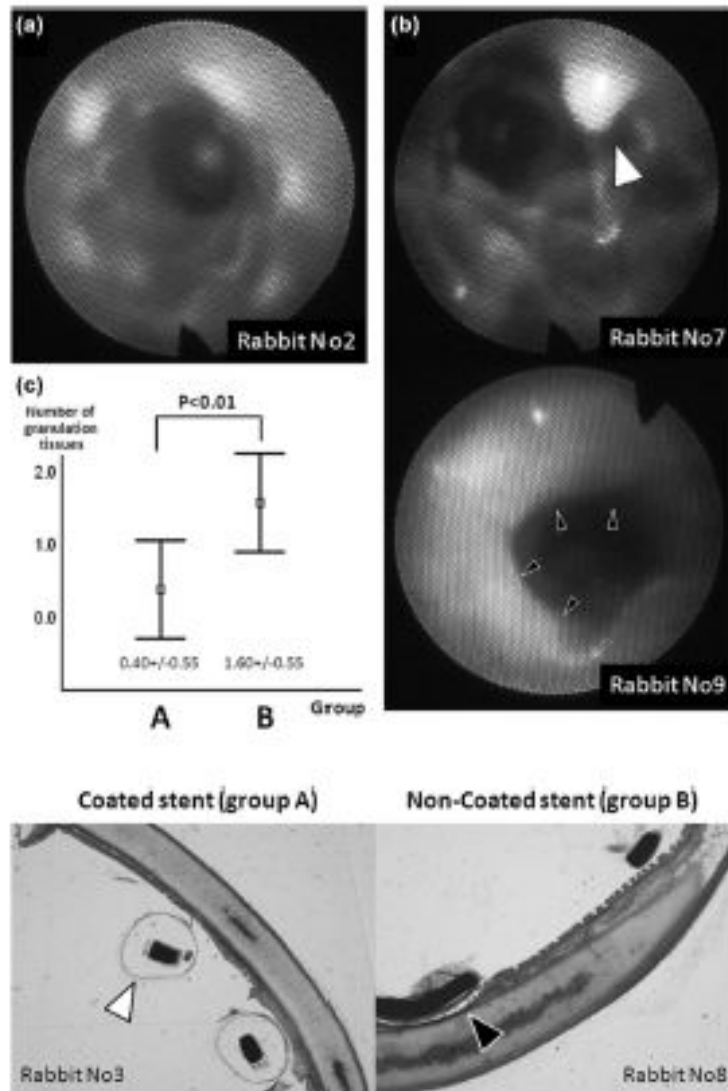 (a)
Rabbit No2
(b)
Rabbit No7
Rabbit No9
(c)
Number of
granulation
tissues
P<0.01
2.0
1.0
0.0
0.40+/-0.55
1.60+/-0.55
A
B
Group
Coated stent (group A)
Non-Coated stent (group B)
Rabbit No3
Rabbit No8